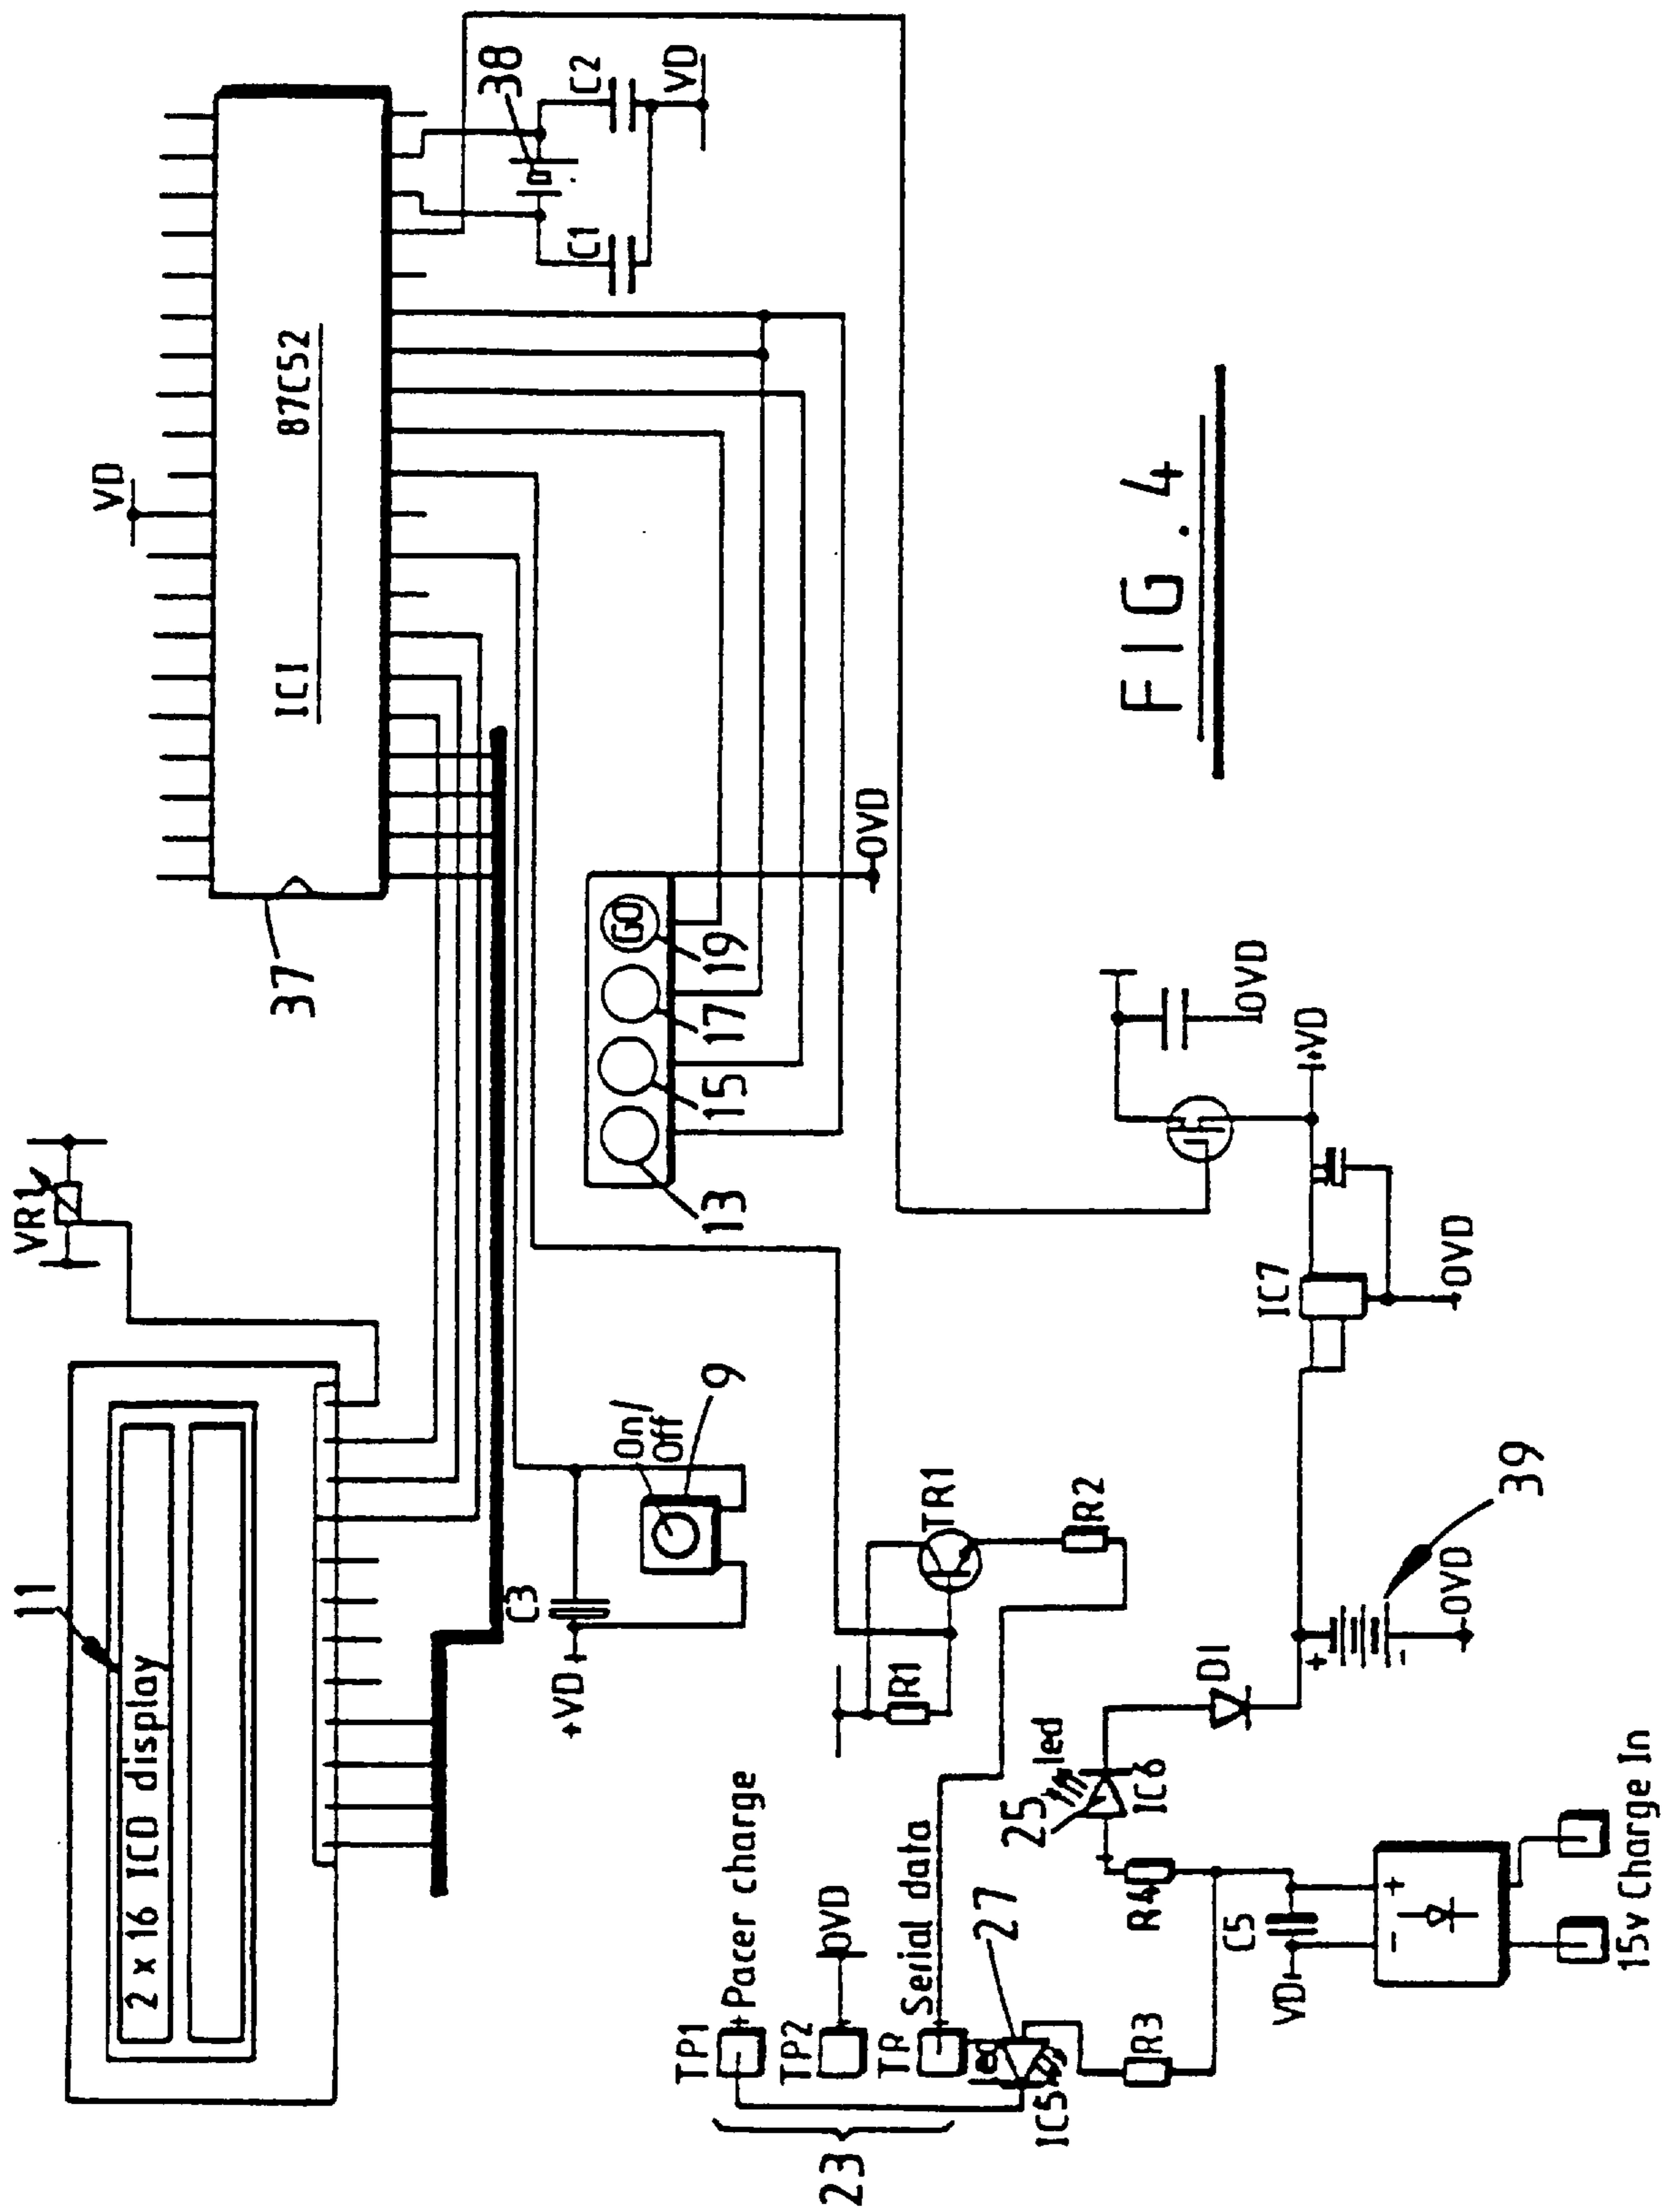 11
2 x 16 ICD display
VR1
VD
37
IC1
87C52
38
C1
C2
VD
C3
+VD
On/
Off
9
GO
13
15
17
19
0VD
TP1
+Pacer charge
TP2
0VD
TR
Serial data
23
led
27
IC5
R3
R1
TR1
R2
25
led
IC6
R4
D1
C5
VD
+
-
15v Charge In
+
-
39
0VD
IC7
0VD
+VD
0VD
FIG. 4